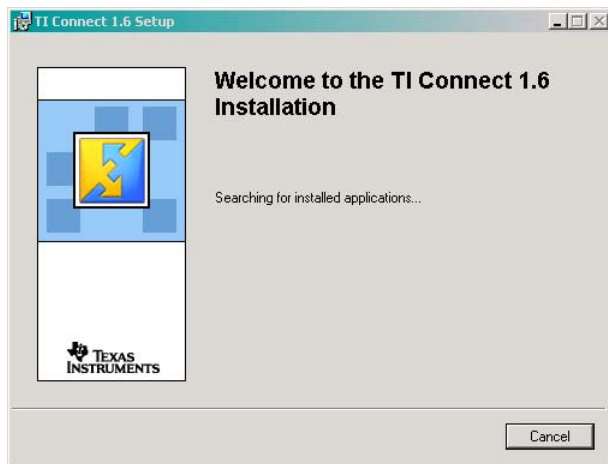 TI Connect 1.6 Setup
Welcome to the TI Connect 1.6
Installation
Searching for installed applications...
TEXAS
INSTRUMENTS
Cancel